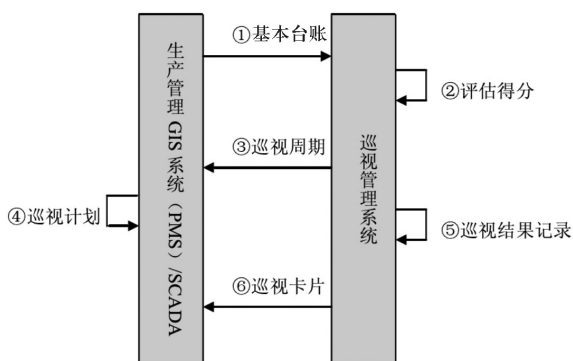 ①基本台账
生产管理GIS系统（PMS）/SCADA
②评估得分
巡视管理系统
③巡视周期
④巡视计划
⑤巡视结果记录
⑥巡视卡片